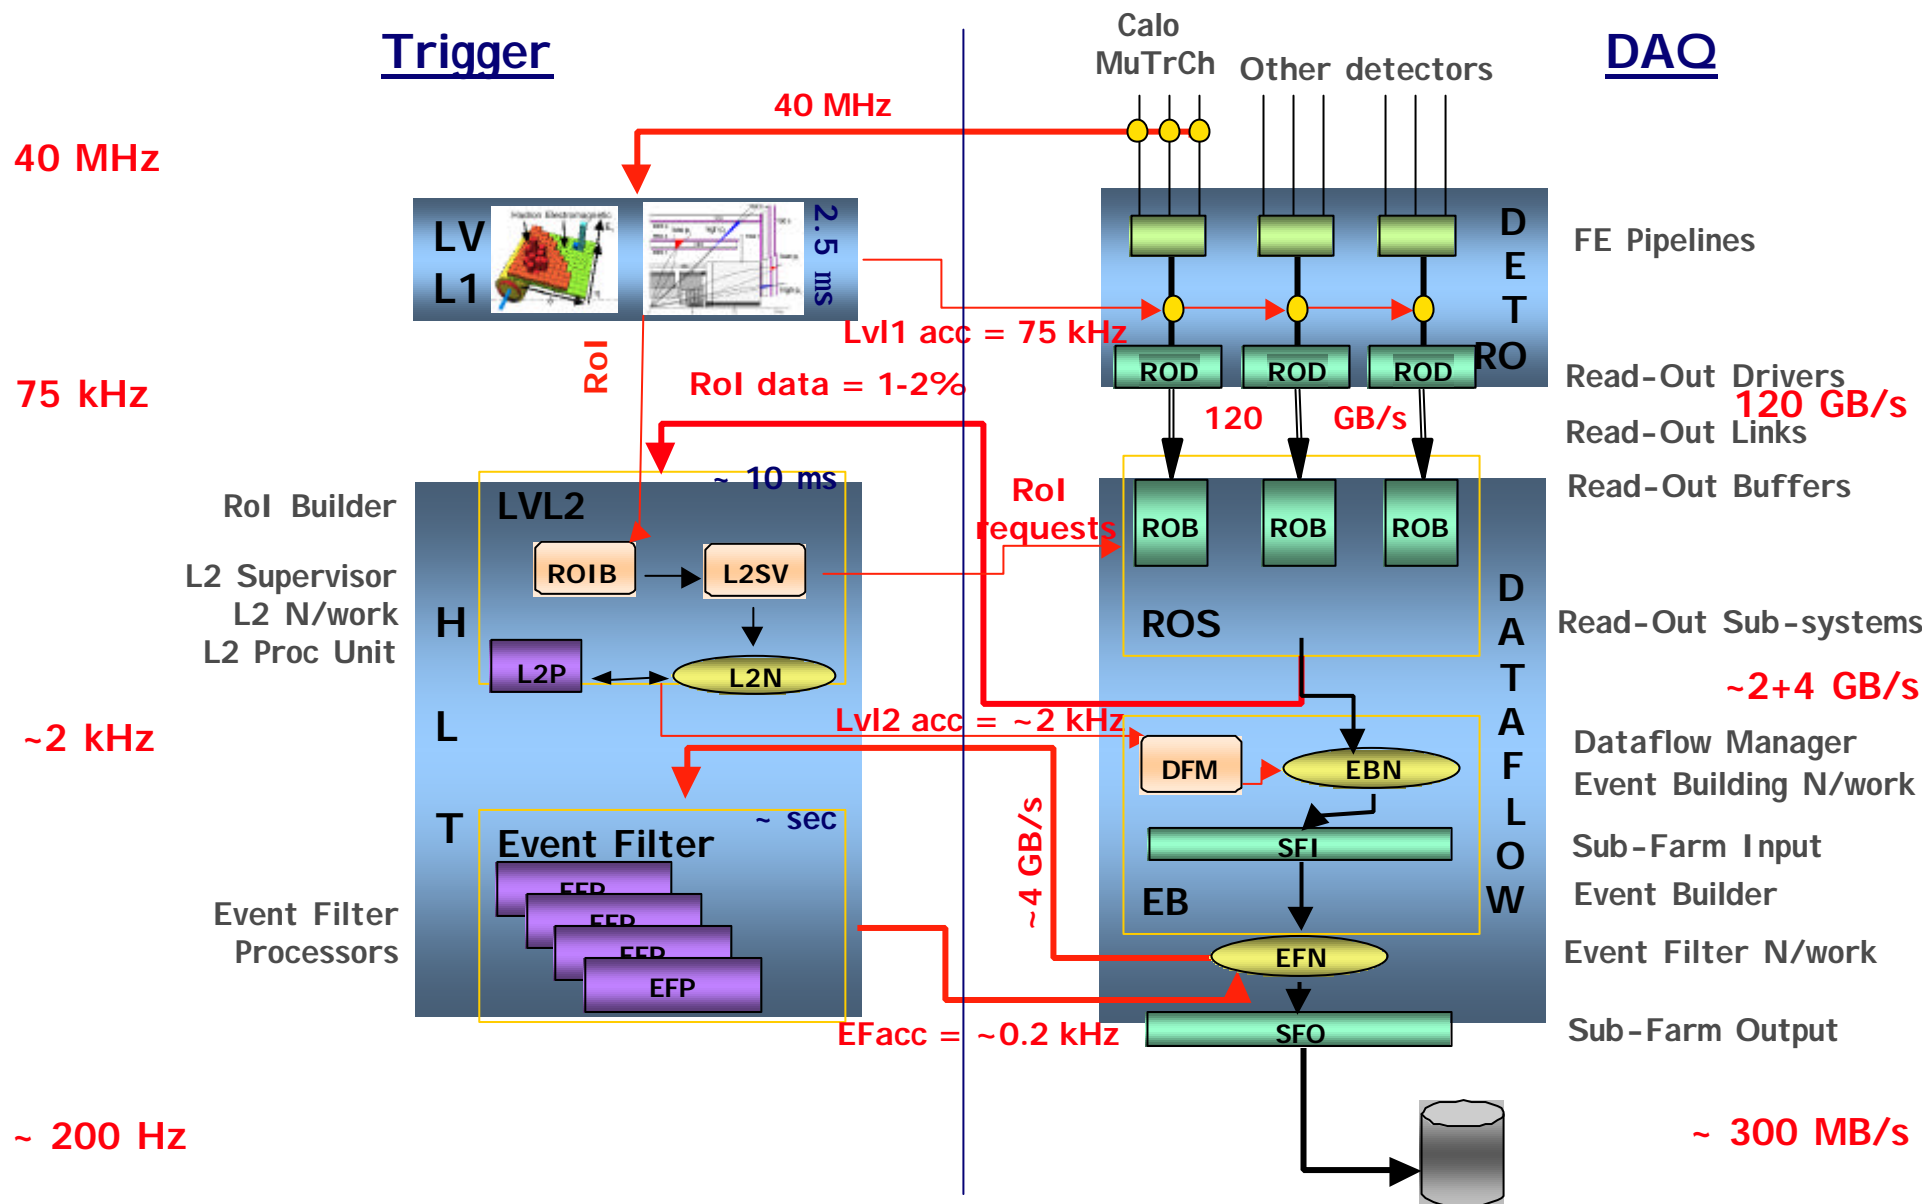 Trigger
Calo
MuTrCh
Other detectors
DAQ
40 MHz
40 MHz
LV
L1
Hadron Electromagnetic
2.5 ms
D
E
T
RO
FE Pipelines
Lvl1 acc = 75 kHz
RoI
75 kHz
RoI data = 1-2%
ROD
ROD
ROD
Read-Out Drivers
120 GB/s
120 GB/s
Read-Out Links
~ 10 ms
RoI Builder
LVL2
RoI
requests
ROB
ROB
ROB
Read-Out Buffers
ROIB
L2SV
L2 Supervisor
L2 N/work
L2 Proc Unit
H
L
T
ROS
D
A
T
A
F
L
O
W
Read-Out Sub-systems
L2P
L2N
~2+4 GB/s
~2 kHz
Lvl2 acc = ~2 kHz
DFM
EBN
Dataflow Manager
Event Building N/work
~ sec
~4 GB/s
Event Filter
SFI
Sub-Farm Input
EFP
EFP
EFP
EFP
EB
Event Builder
Event Filter
Processors
EFN
Event Filter N/work
EFacc = ~0.2 kHz
SFO
Sub-Farm Output
~ 200 Hz
~ 300 MB/s